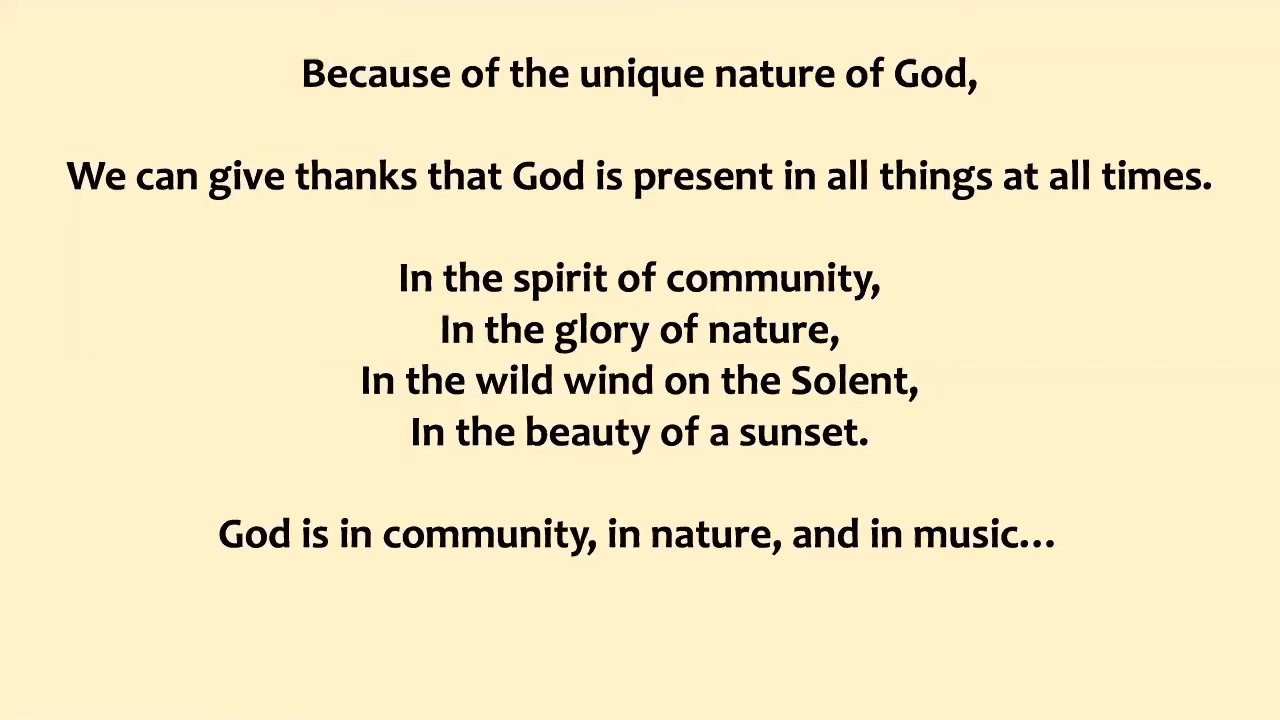 Because of the unique nature of God,
We can give thanks that God is present in all things at all times.
In the spirit of community,
In the glory of nature,
In the wild wind on the Solent,
In the beauty of a sunset.
God is in community, in nature, and in music…